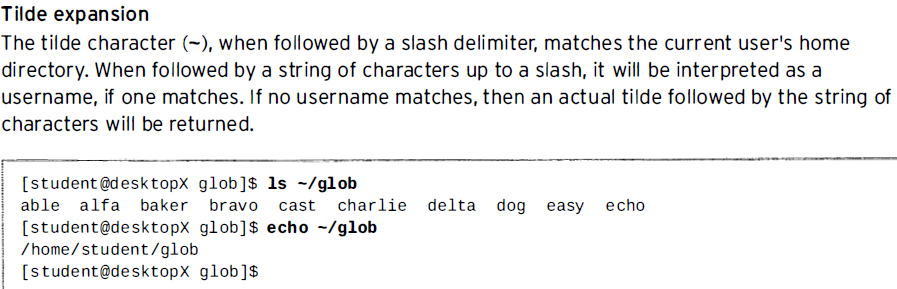 Tilde expansion
The tilde character (~), when followed by a slash delimiter, matches the current user's home
directory. When followed by a string of characters up to a slash, it will be interpreted as a
username, if one matches. If no username matches, then an actual tilde followed by the string of
characters will be returned.
[student@desktopX glob]$ ls ~/glob
able alfa baker bravo cast charlie delta dog easy echo
[student@desktopX glob]$ echo ~/glob
/home/student/glob
[student@desktopX glob]$